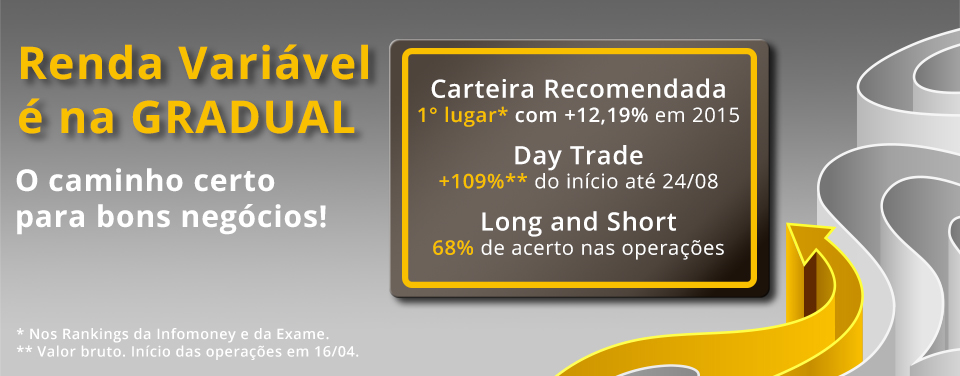 Renda Variável
é na GRADUAL
O caminho certo
para bons negócios!
Carteira Recomendada
1° lugar* com +12,19% em 2015
Day Trade
+109%** do início até 24/08
Long and Short
68% de acerto nas operações
* Nos Rankings da Infomoney e da Exame.
** Valor bruto. Início das operações em 16/04.